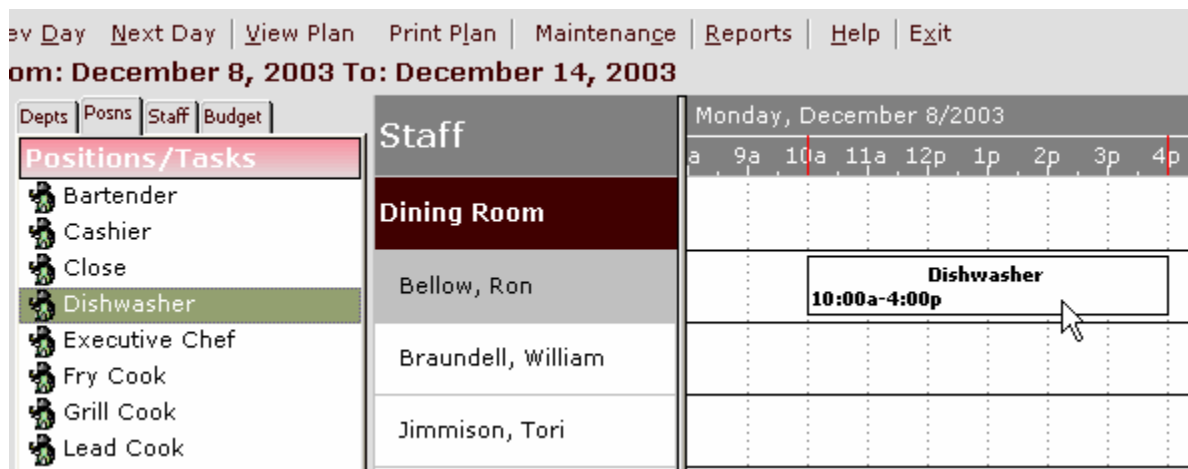 ev Day Next Day View Plan Print Plan Maintenance Reports Help Exit
om: December 8, 2003 To: December 14, 2003
Depts Posns Staff Budget
Positions/Tasks
Bartender
Cashier
Close
Dishwasher
Executive Chef
Fry Cook
Grill Cook
Lead Cook
Staff
Dining Room
Bellow, Ron
Braundell, William
Jimmison, Tori
Monday, December 8/2003
a 9a 10a 11a 12p 1p 2p 3p 4p
Dishwasher
10:00a-4:00p